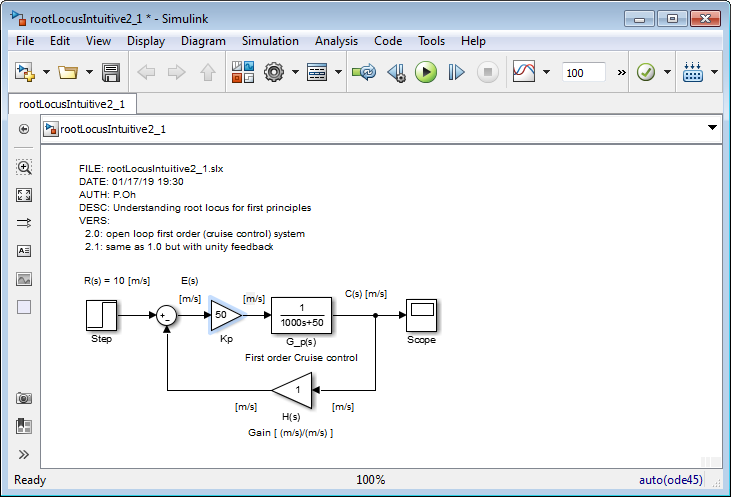 rootLocusIntuitive2_1 * - Simulink
File Edit View Display Diagram Simulation Analysis Code Tools Help
100 »
rootLocusIntuitive2_1
rootLocusIntuitive2_1
FILE: rootLocusIntuitive2_1.slx
DATE: 01/17/19 19:30
AUTH: P.Oh
DESC: Understanding root locus for first principles
VERS:
2.0: open loop first order (cruise control) system
2.1: same as 1.0 but with unity feedback
R(s) = 10 [m/s] E(s)
[m/s] [m/s] C(s) [m/s]
50
1
1000s+50
Step Kp G_p(s) Scope
First order Cruise control
1
[m/s] [m/s]
H(s)
Gain [ (m/s)/(m/s) ]
Ready 100% auto(ode45)